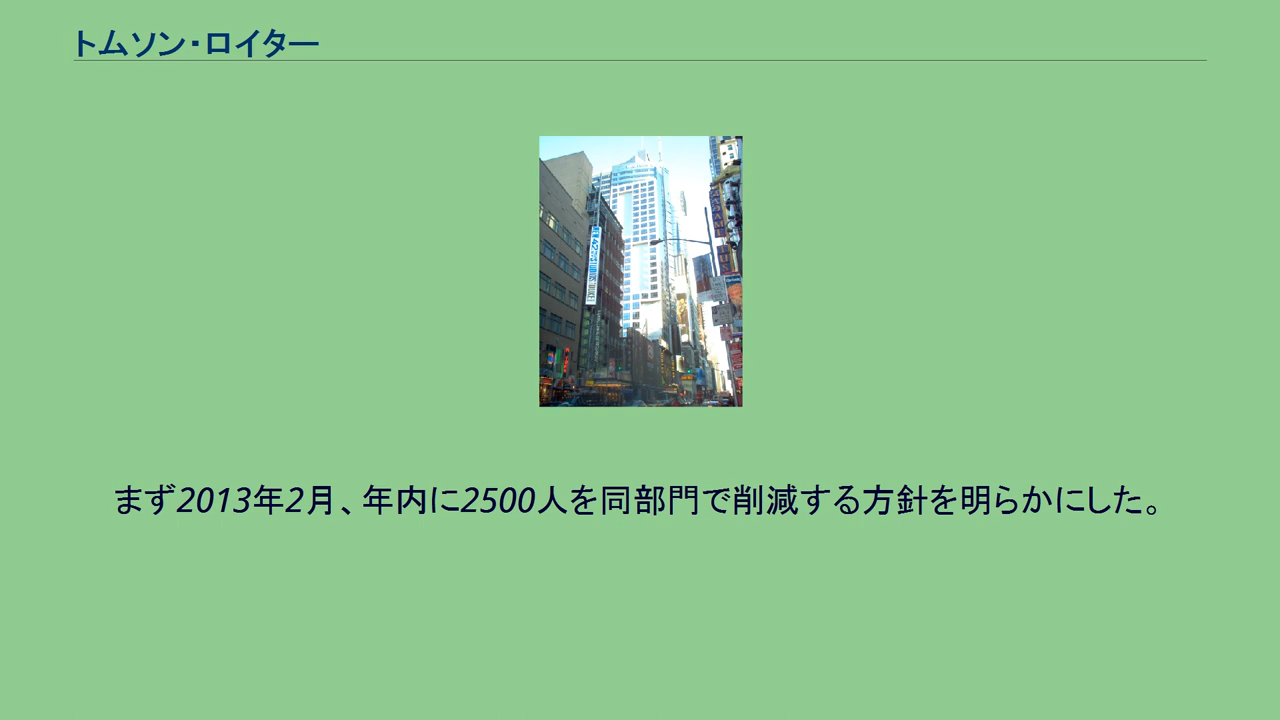 トムソン・ロイター
まず2013年2月、年内に2500人を同部門で削減する方針を明らかにした。